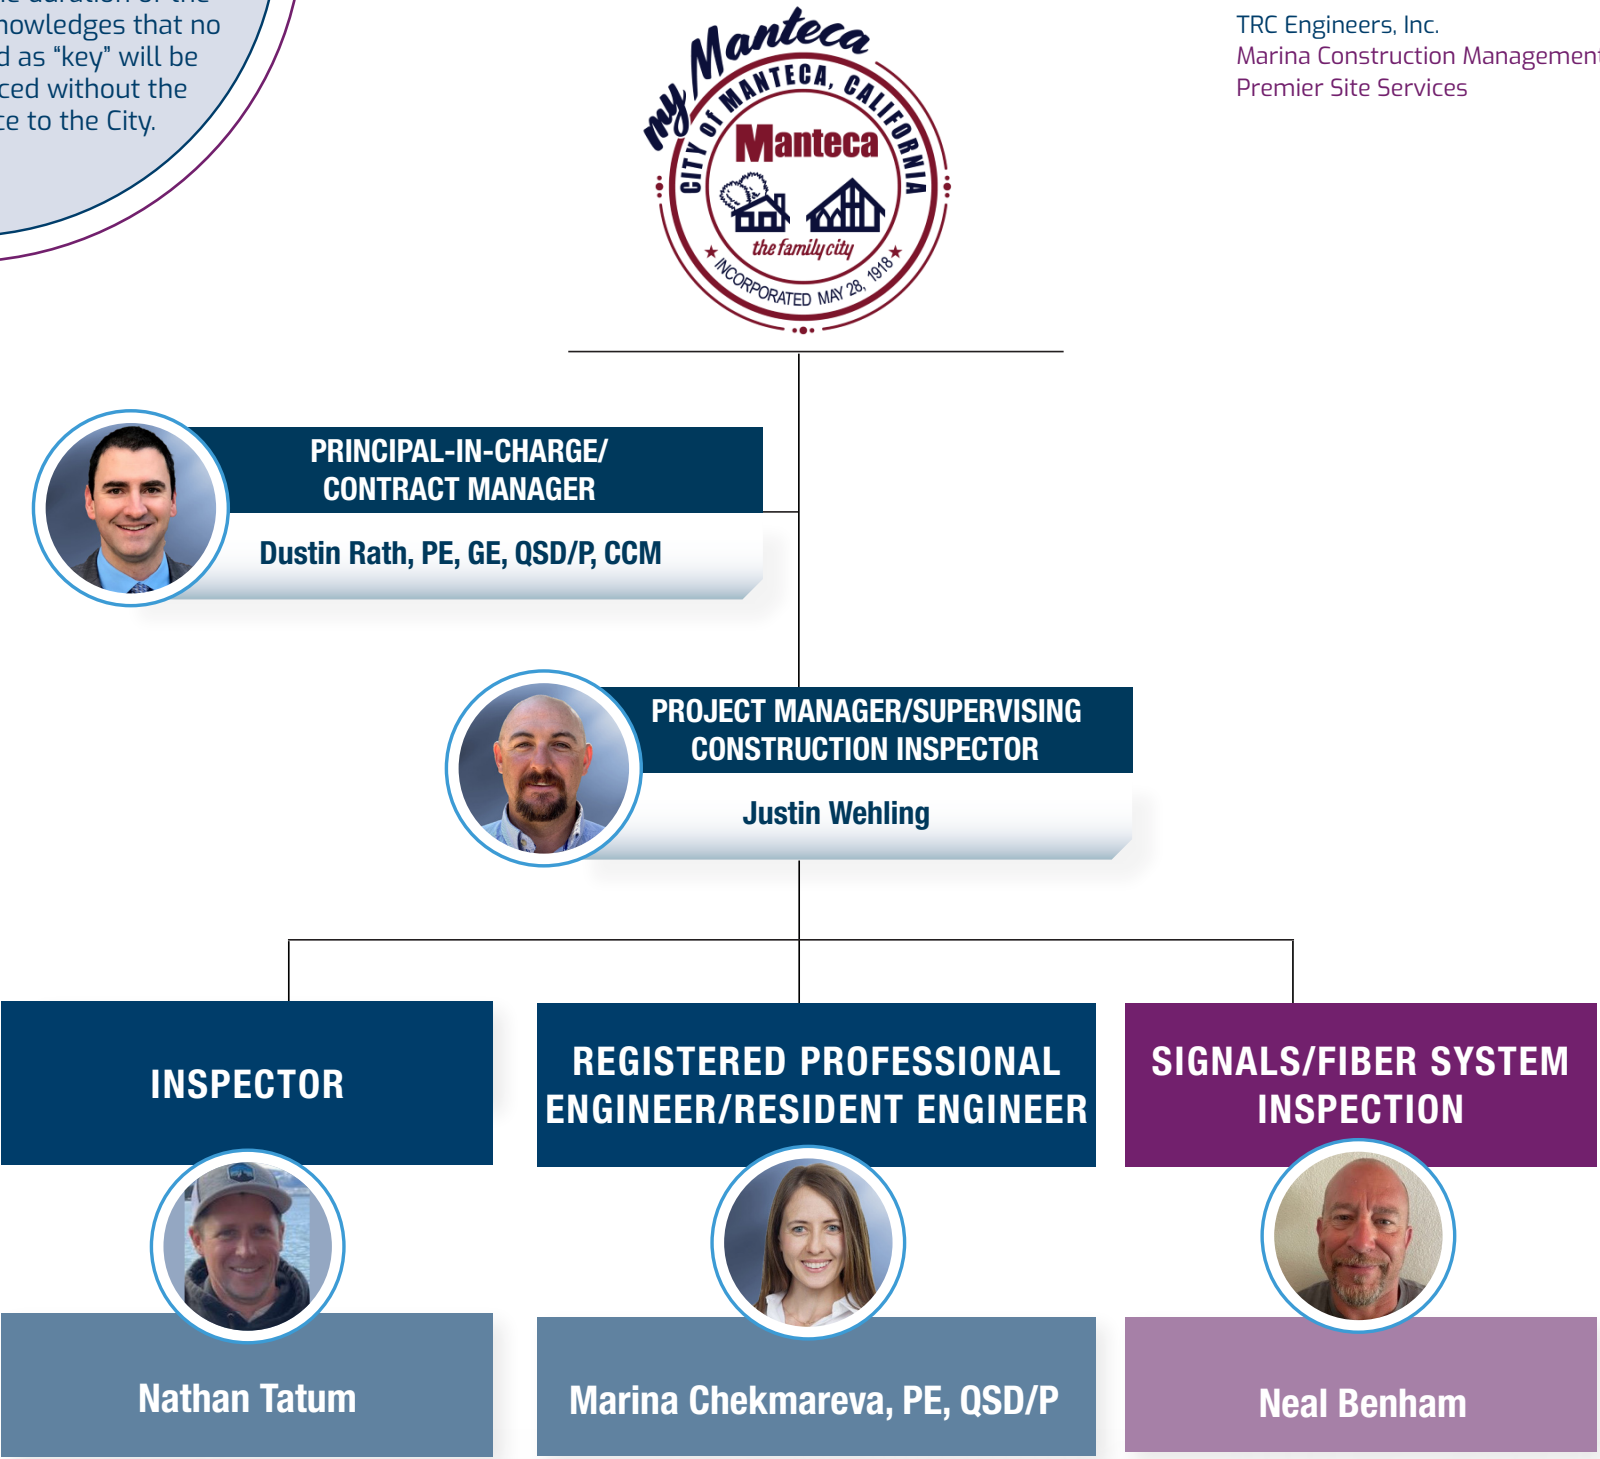 nowledges that no
d as “key” will be
ced without the
ce to the City.
TRC Engineers, Inc.
Marina Construction Management
Premier Site Services
my Manteca
CITY of MANTECA, CALIFORNIA
Manteca
the family city
INCORPORATED MAY 28, 1918
PRINCIPAL-IN-CHARGE/
CONTRACT MANAGER
Dustin Rath, PE, GE, QSD/P, CCM
PROJECT MANAGER/SUPERVISING
CONSTRUCTION INSPECTOR
Justin Wehling
INSPECTOR
REGISTERED PROFESSIONAL
ENGINEER/RESIDENT ENGINEER
SIGNALS/FIBER SYSTEM
INSPECTION
Nathan Tatum
Marina Chekmareva, PE, QSD/P
Neal Benham